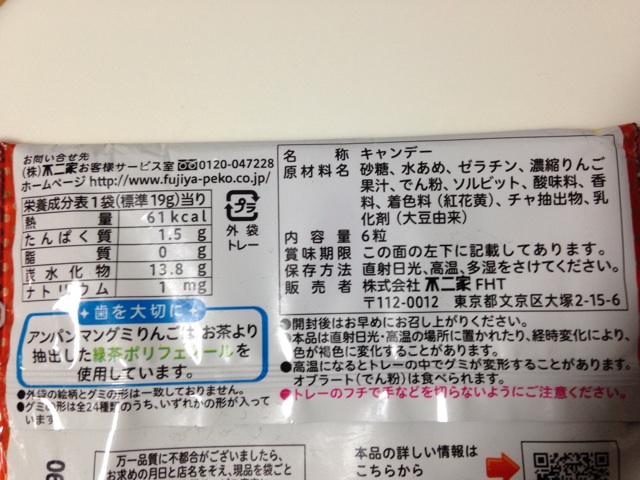 お問い合せ先
(株)不二家お客様サービス室 0120-047228
ホームページ http://www.fujiya-peko.co.jp/
栄養成分表1袋(標準19g)当り
熱量 61kcal
たんぱく質 1.5 g
脂質 0 g
炭水化物 13.8 g
ナトリウム 1 mg
プラ
外袋
トレー
歯を大切に
アンパンマングミりんごは、お茶より
抽出した緑茶ポリフェノールを
使用しています。
●外袋の絵柄とグミの形は一致しておりません。
●グミの形は全24種類のうち、いずれかの形が入って
います。
名称 キャンデー
原材料名 砂糖、水あめ、ゼラチン、濃縮りんご
果汁、でん粉、ソルビット、酸味料、香
料、着色料(紅花黄)、チャ抽出物、乳
化剤(大豆由来)
内容量 6粒
賞味期限 この面の左下に記載してあります。
保存方法 直射日光、高温、多湿をさけてください。
販売者 株式会社 不二家 FHT
〒112-0012 東京都文京区大塚2-15-6
●開封後はお早めにお召し上がりください。
●本品は直射日光・高温の場所に置かれたり、経時変化により、
色が褐色に変化することがあります。
●高温になるとトレーの中でグミが変形することがあります。
●オブラート(でん粉)は食べられます。
●トレーのフチで手などを切らないようにご注意ください。
万一品質に不都合がございましたら
お求めの月日と店名をそえ、現品を袋ごと
本品の詳しい情報は
こちらから